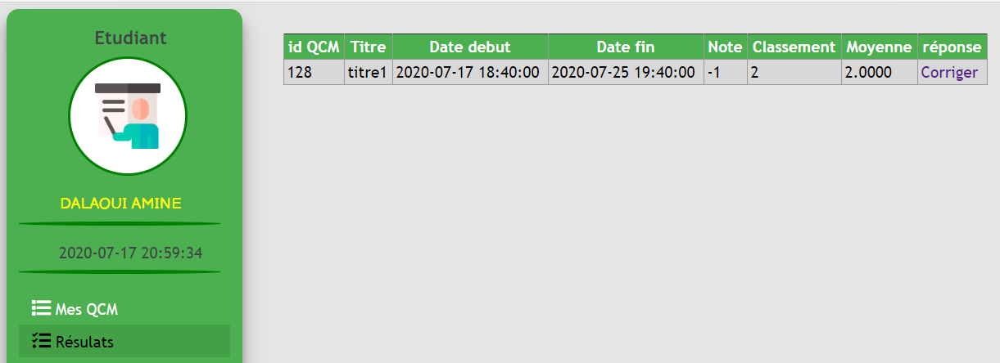 Etudiant
DALAOUI AMINE
2020-07-17 20:59:34
Mes QCM
Résulats
id QCM Titre Date debut Date fin Note Classement Moyenne réponse
128 titre1 2020-07-17 18:40:00 2020-07-25 19:40:00 -1 2 2.0000 Corriger